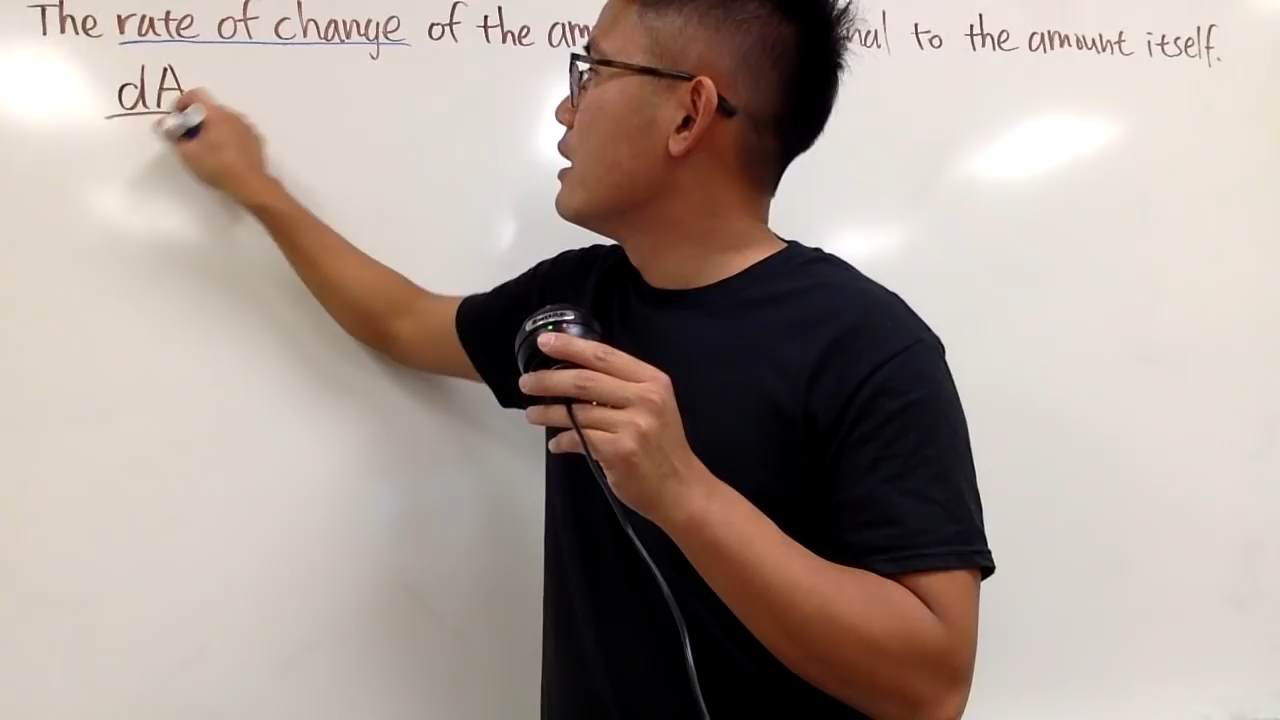 The rate of change of the am nal to the amount itself.
dA